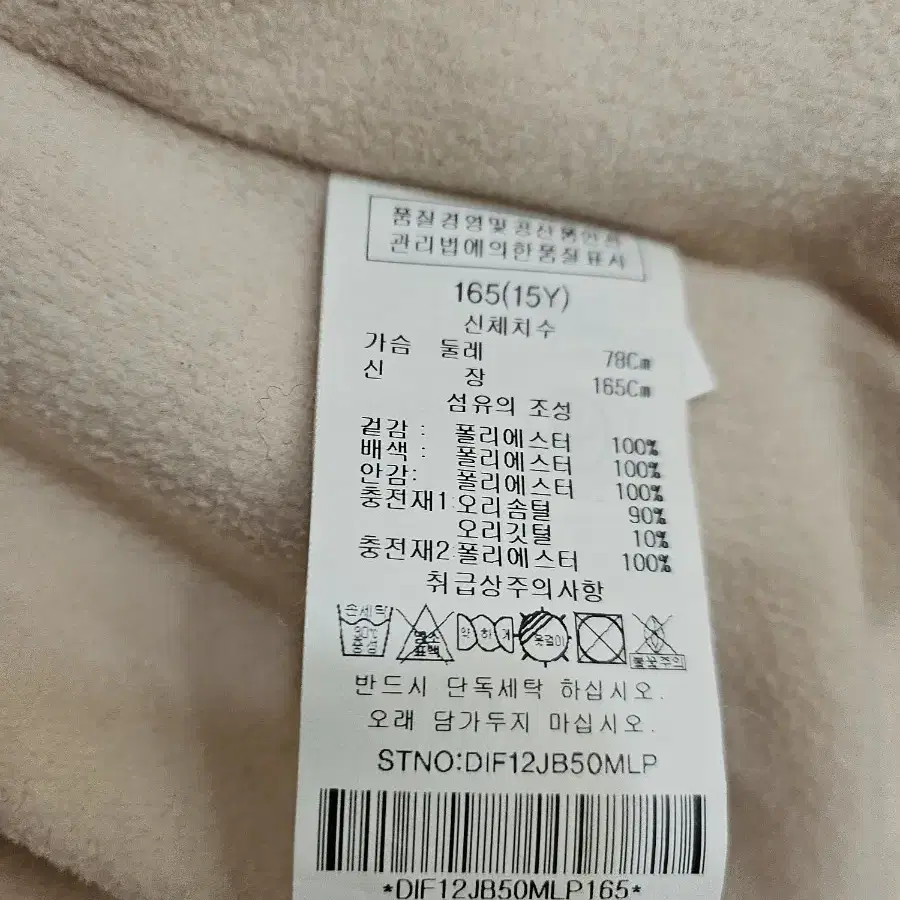 품질경영및공산품안전
관리법에의한품질표시
165(15Y)
신체치수
가슴 둘레 78Cm
신 장 165Cm
섬유의 조성
겉감 : 폴리에스터 100%
배색 : 폴리에스터 100%
안감: 폴리에스터 100%
충전재1:오리솜털 90%
오리깃털 10%
충전재2:폴리에스터 100%
취급상주의사항
손세탁 30℃ 중성 염소 표백 약하게 옷걸이 불꽃주의
반드시 단독세탁 하십시오.
오래 담가두지 마십시오.
STNO:DIF12JB50MLP
*DIF12JB50MLP165*